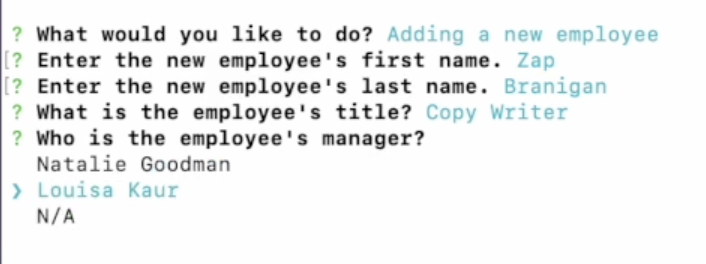 ? What would you like to do? Adding a new employee
[? Enter the new employee's first name. Zap
[? Enter the new employee's last name. Branigan
? What is the employee's title? Copy Writer
? Who is the employee's manager?
Natalie Goodman
❯ Louisa Kaur
N/A